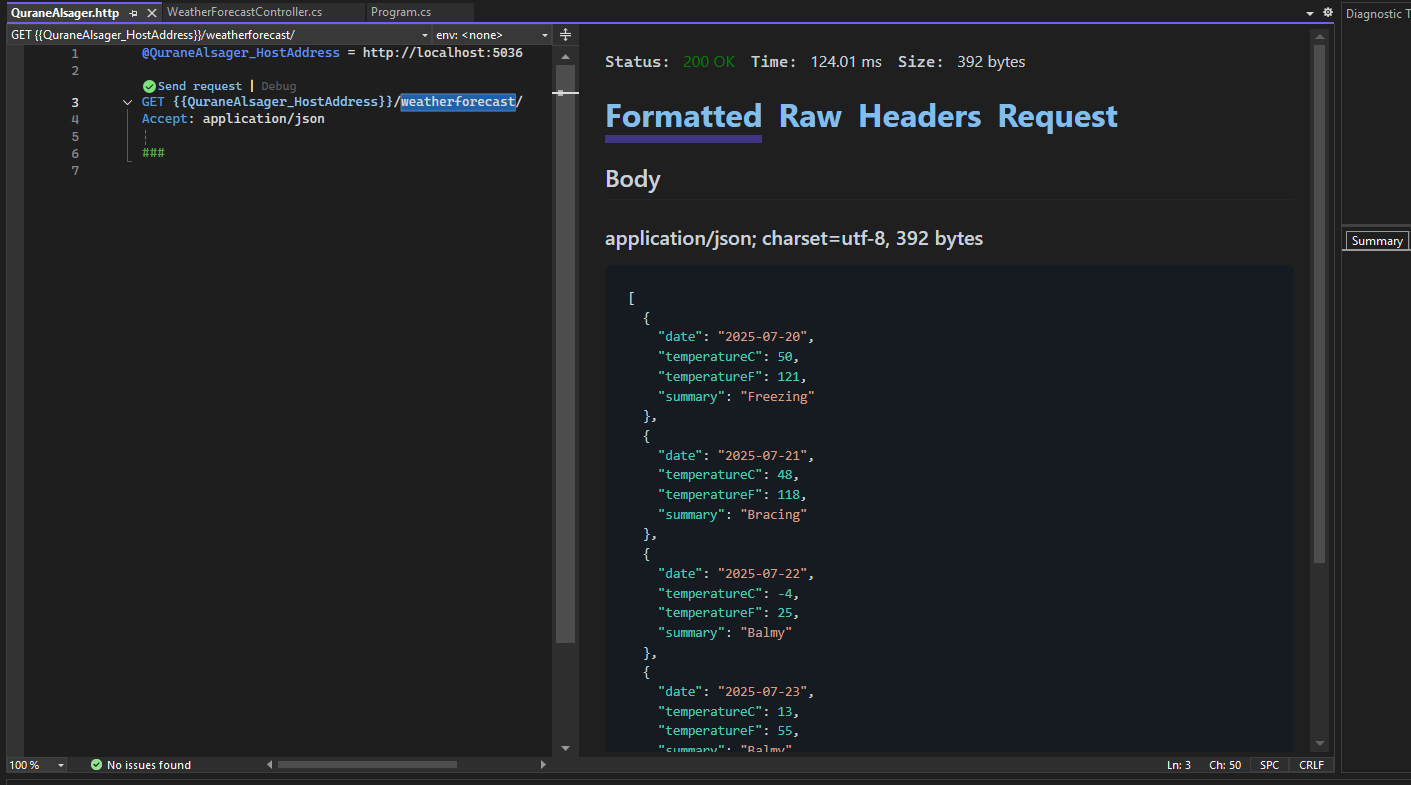 QuraneAlsager.http
WeatherForecastController.cs
Program.cs
Diagnostic T
GET {{QuraneAlsager_HostAddress}}/weatherforecast/
env: <none>
1 @QuraneAlsager_HostAddress = http://localhost:5036
2
Send request | Debug
3 GET {{QuraneAlsager_HostAddress}}/weatherforecast/
4 Accept: application/json
5
6 ###
7
Status: 200 OK Time: 124.01 ms Size: 392 bytes
Formatted Raw Headers Request
Body
application/json; charset=utf-8, 392 bytes
[
{
"date": "2025-07-20",
"temperatureC": 50,
"temperatureF": 121,
"summary": "Freezing"
},
{
"date": "2025-07-21",
"temperatureC": 48,
"temperatureF": 118,
"summary": "Bracing"
},
{
"date": "2025-07-22",
"temperatureC": -4,
"temperatureF": 25,
"summary": "Balmy"
},
{
"date": "2025-07-23",
"temperatureC": 13,
"temperatureF": 55,
"summary": "Balmy"
Summary
100 %
No issues found
Ln: 3 Ch: 50 SPC CRLF